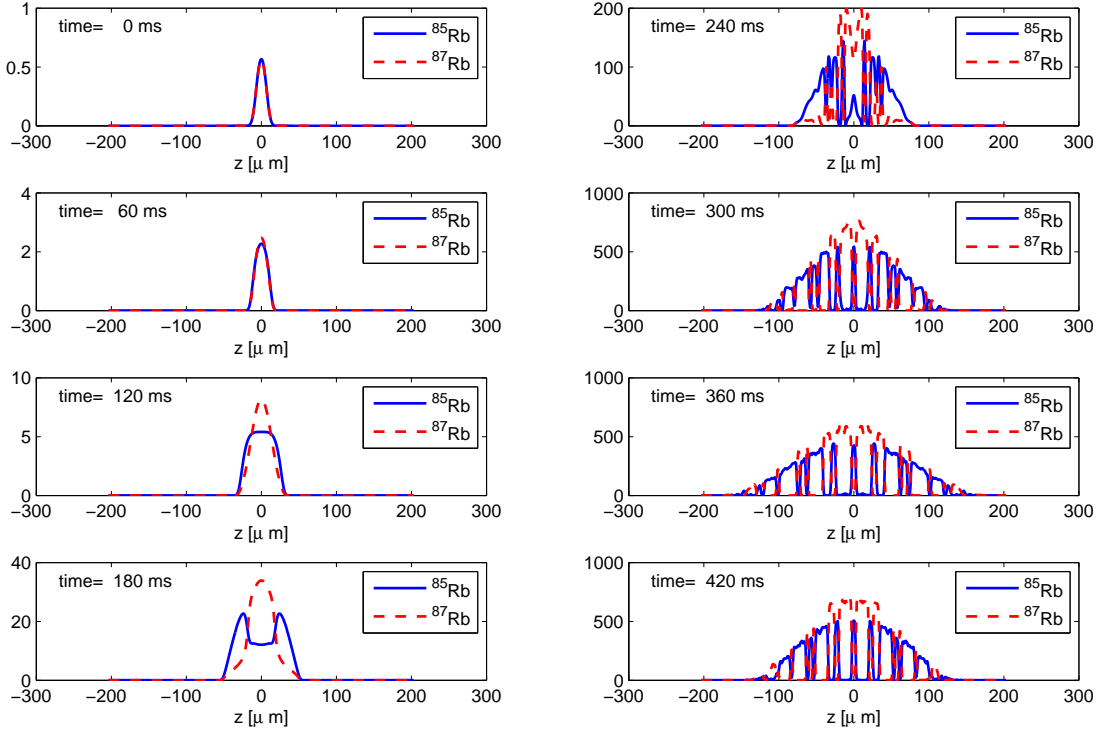 time= 0 ms
⁸⁵Rb
⁸⁷Rb
1
0.5
0
−300 −200 −100 0 100 200 300
z [μ m]
time= 60 ms
⁸⁵Rb
⁸⁷Rb
4
2
0
−300 −200 −100 0 100 200 300
z [μ m]
time= 120 ms
⁸⁵Rb
⁸⁷Rb
10
5
0
−300 −200 −100 0 100 200 300
z [μ m]
time= 180 ms
⁸⁵Rb
⁸⁷Rb
40
20
0
−300 −200 −100 0 100 200 300
z [μ m]
time= 240 ms
⁸⁵Rb
⁸⁷Rb
200
100
0
−300 −200 −100 0 100 200 300
z [μ m]
time= 300 ms
⁸⁵Rb
⁸⁷Rb
1000
500
0
−300 −200 −100 0 100 200 300
z [μ m]
time= 360 ms
⁸⁵Rb
⁸⁷Rb
1000
500
0
−300 −200 −100 0 100 200 300
z [μ m]
time= 420 ms
⁸⁵Rb
⁸⁷Rb
1000
500
0
−300 −200 −100 0 100 200 300
z [μ m]